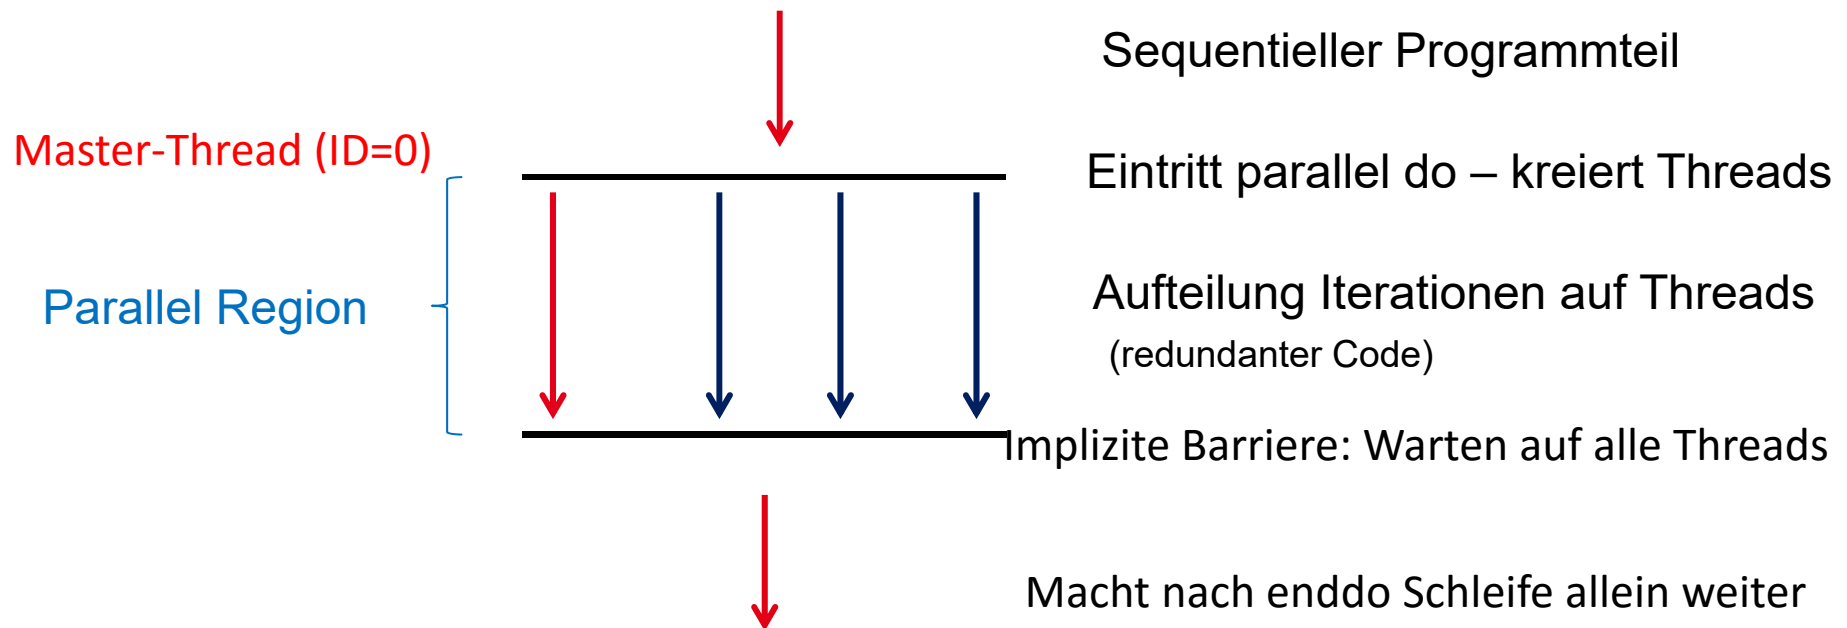 Sequentieller Programmteil
Master-Thread (ID=0)
Eintritt parallel do – kreiert Threads
Parallel Region
Aufteilung Iterationen auf Threads
(redundanter Code)
Implizite Barriere: Warten auf alle Threads
Macht nach enddo Schleife allein weiter